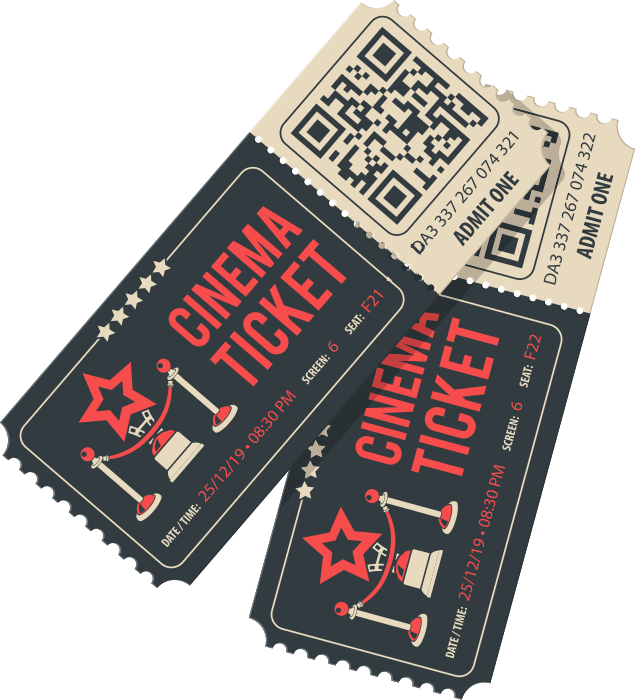 CINEMA
TICKET
DATE / TIME: 25/12/19 • 08:30 PM SCREEN: 6 SEAT: F21
DA3 337 267 074 321
ADMIT ONE
CINEMA
TICKET
DATE / TIME: 25/12/19 • 08:30 PM SCREEN: 6 SEAT: F22
DA3 337 267 074 322
ADMIT ONE